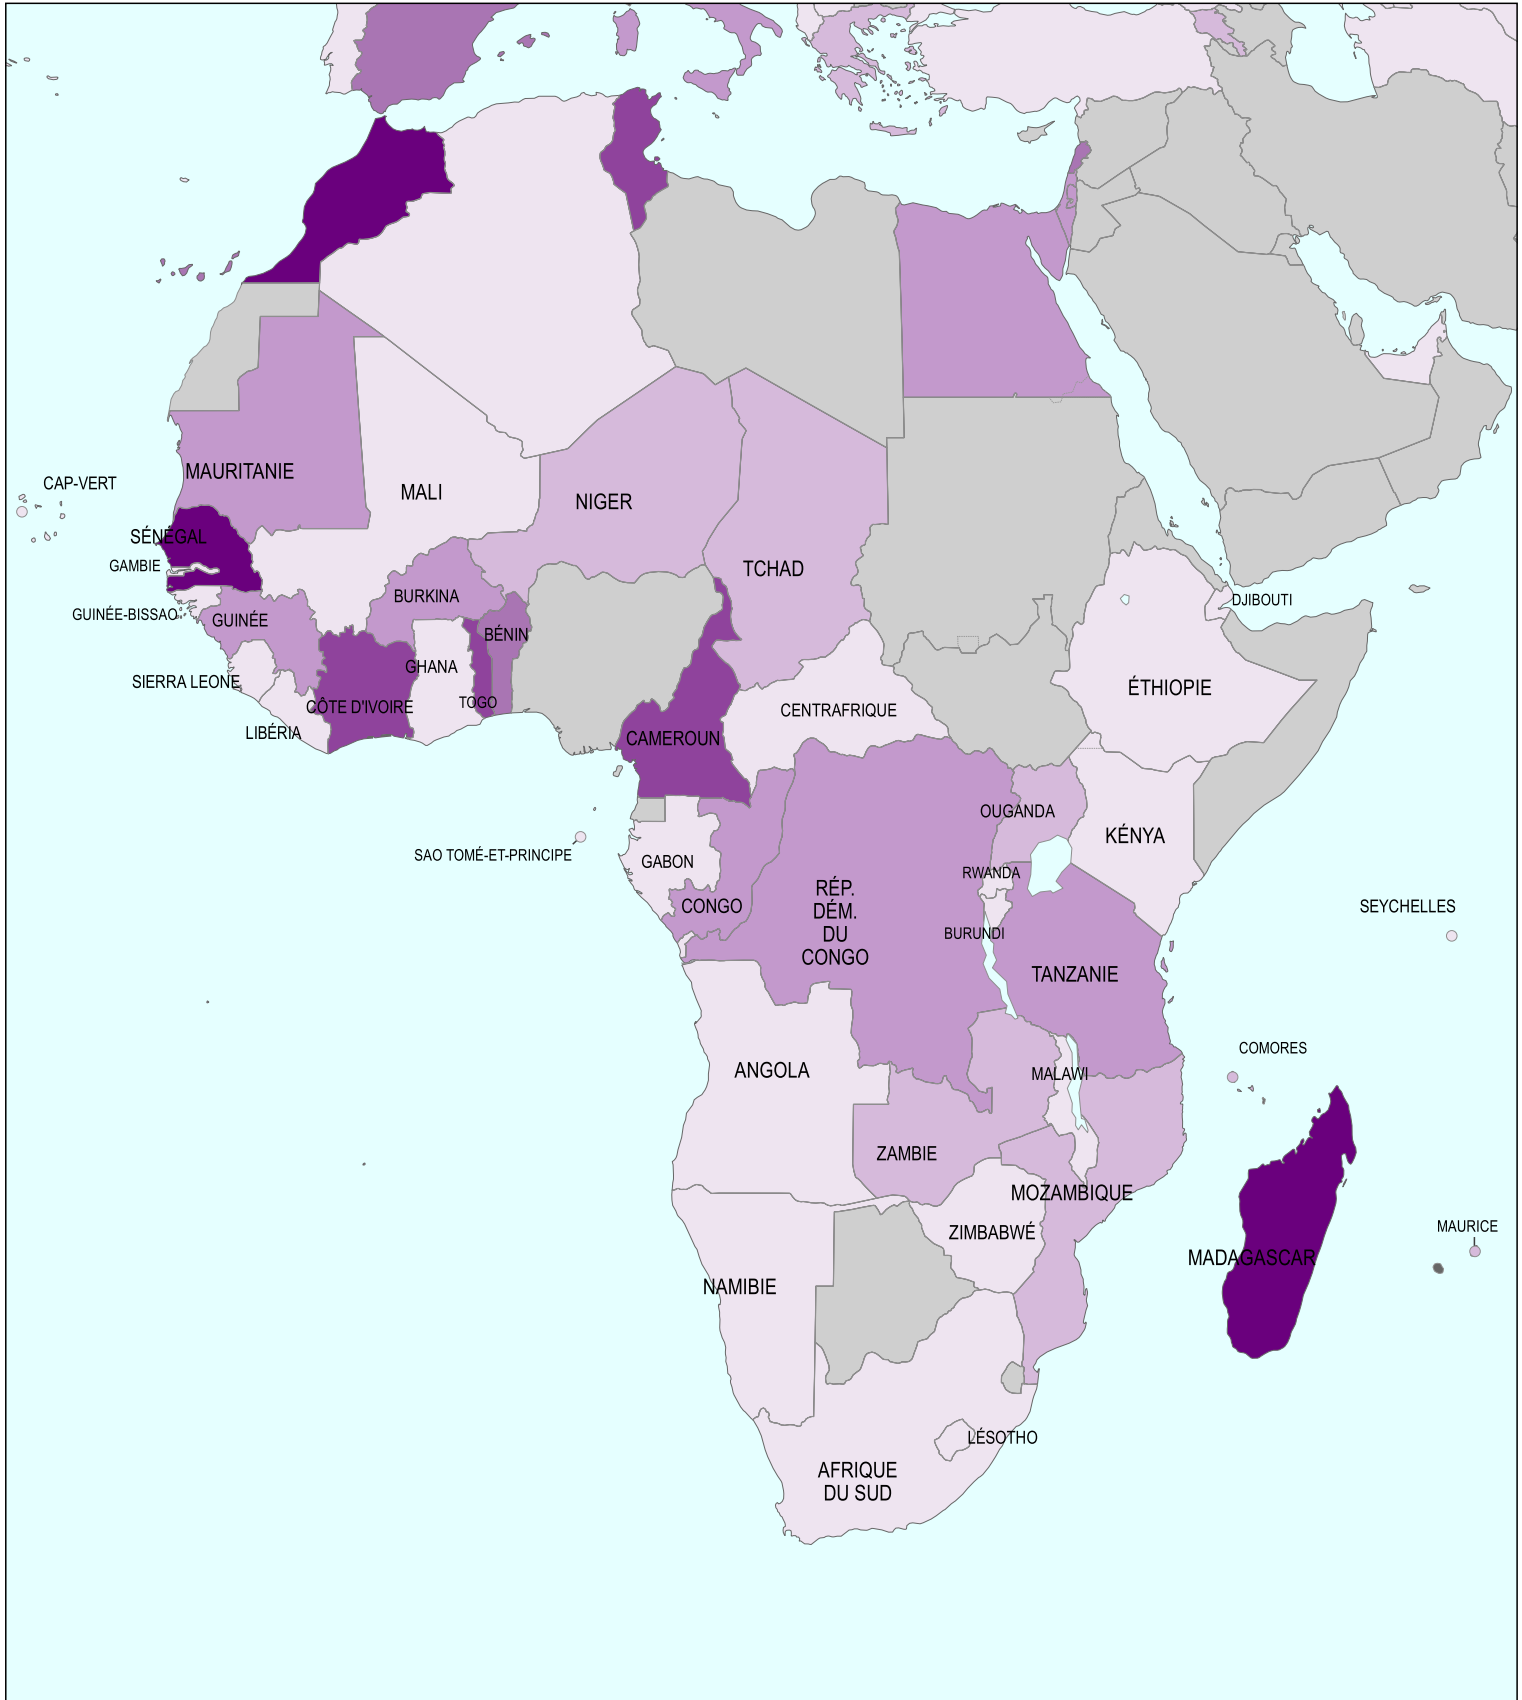 MAURITANIE
CAP-VERT
MALI
NIGER
SÉNÉGAL
GAMBIE
TCHAD
BURKINA
DJIBOUTI
GUINÉE-BISSAO
GUINÉE
BÉNIN
GHANA
SIERRA LEONE
ÉTHIOPIE
TOGO
CÔTE D'IVOIRE
CENTRAFRIQUE
LIBÉRIA
CAMEROUN
OUGANDA
KÉNYA
SAO TOMÉ-ET-PRINCIPE
GABON
RWANDA
RÉP.
DÉM.
DU
CONGO
CONGO
SEYCHELLES
BURUNDI
TANZANIE
COMORES
ANGOLA
MALAWI
ZAMBIE
MOZAMBIQUE
MAURICE
ZIMBABWÉ
MADAGASCAR
NAMIBIE
LÉSOTHO
AFRIQUE
DU SUD